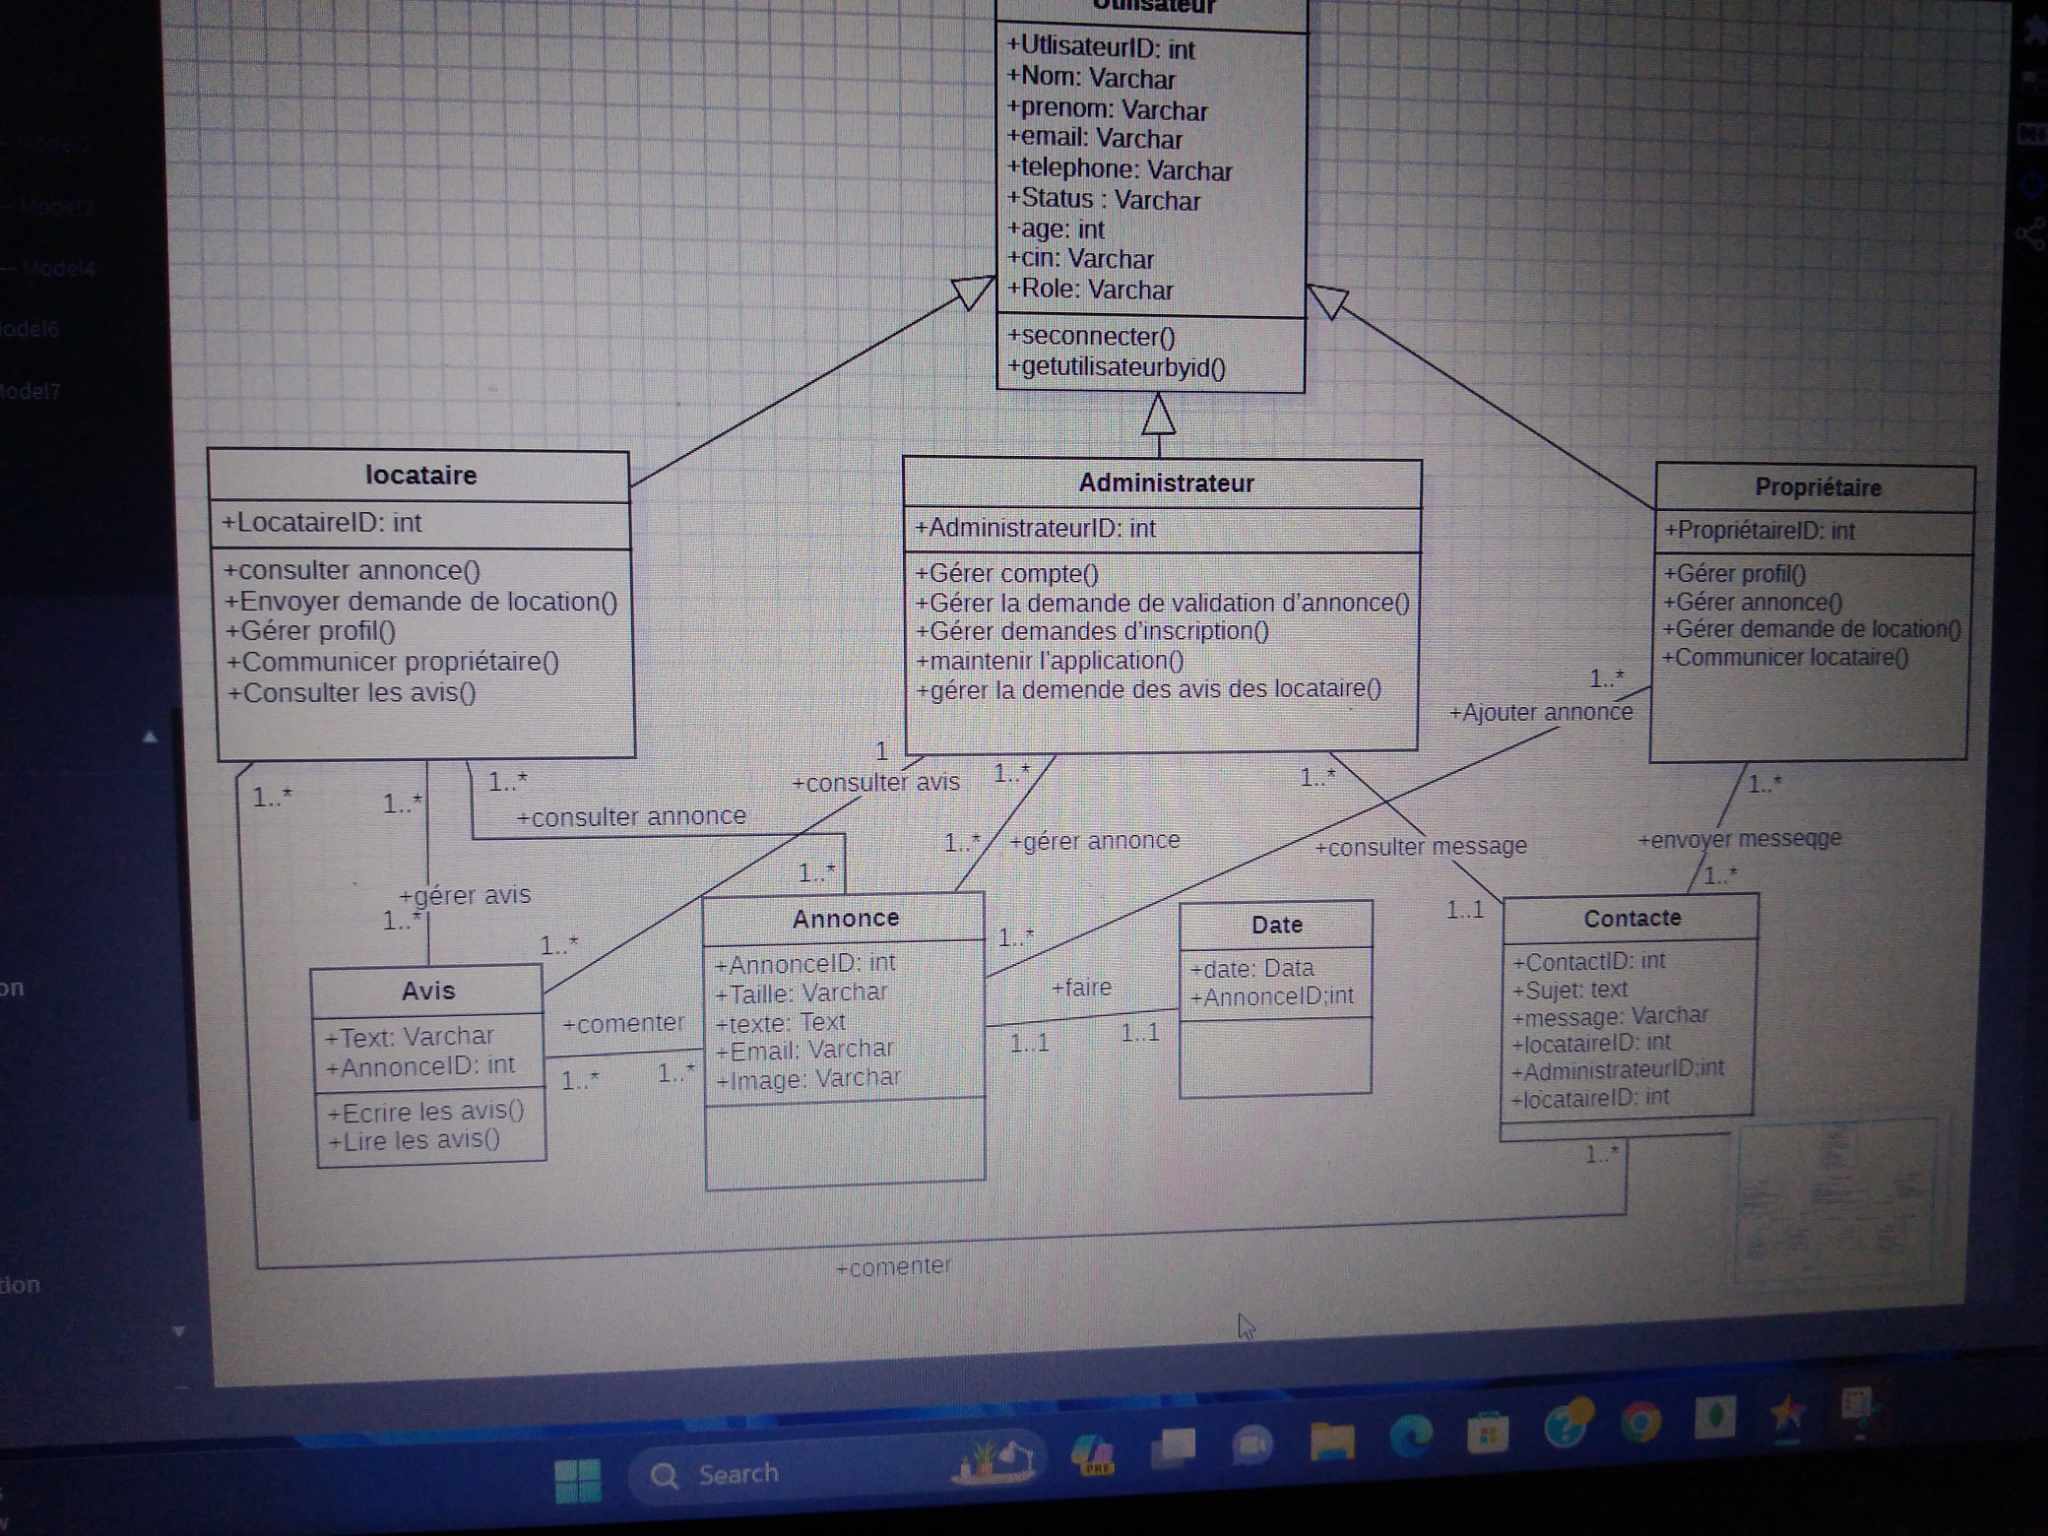 Utilisateur
+UtlisateurID: int
+Nom: Varchar
+prenom: Varchar
+email: Varchar
+telephone: Varchar
+Status : Varchar
+age: int
+cin: Varchar
+Role: Varchar
+seconnecter()
+getutilisateurbyid()
Model2
Model4
Model6
Model7
locataire
+LocataireID: int
+consulter annonce()
+Envoyer demande de location()
+Gérer profil()
+Communicer propriétaire()
+Consulter les avis()
Administrateur
+AdministrateurID: int
+Gérer compte()
+Gérer la demande de validation d'annonce()
+Gérer demandes d'inscription()
+maintenir l'application()
+gérer la demende des avis des locataire()
Propriétaire
+PropriétaireID: int
+Gérer profil()
+Gérer annonce()
+Gérer demande de location()
+Communicer locataire()
1..*
+Ajouter annonce
1
+consulter avis
1..*
1..*
1..*
1..*
1..*
1..*
+consulter annonce
1..*
+gérer annonce
+consulter message
+envoyer messeqge
1..*
1..*
+gérer avis
1..*
1..*
1..*
1..1
Annonce
+AnnonceID: int
+Taille: Varchar
+texte: Text
+Email: Varchar
+Image: Varchar
Date
+date: Data
+AnnonceID;int
Contacte
+ContactID: int
+Sujet: text
+message: Varchar
+locataireID: int
+AdministrateurID;int
+locataireID: int
+faire
1..1
1..1
Avis
+Text: Varchar
+AnnonceID: int
+Ecrire les avis()
+Lire les avis()
+comenter
1..*
1..*
1..*
+comenter
Search
PRE